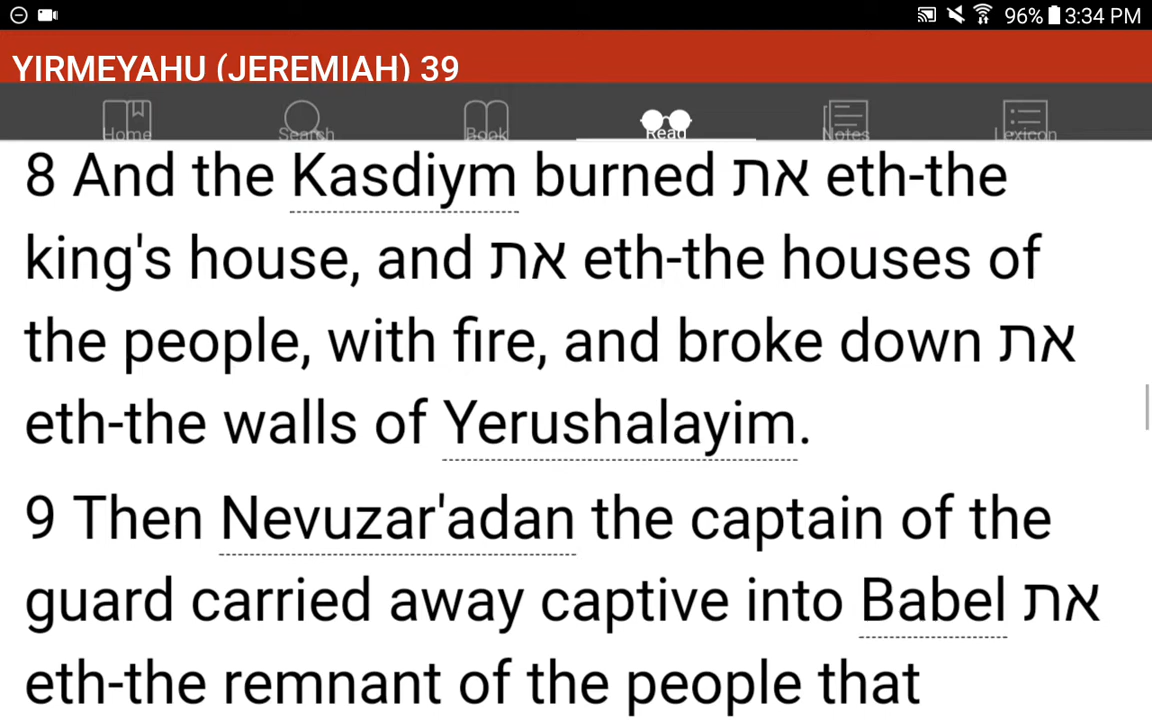 96% 3:34 PM
YIRMEYAHU (JEREMIAH) 39
Home Search Book Read Notes Lexicon
8 And the Kasdiym burned את eth-the
king's house, and את eth-the houses of
the people, with fire, and broke down את
eth-the walls of Yerushalayim.
9 Then Nevuzar'adan the captain of the
guard carried away captive into Babel את
eth-the remnant of the people that